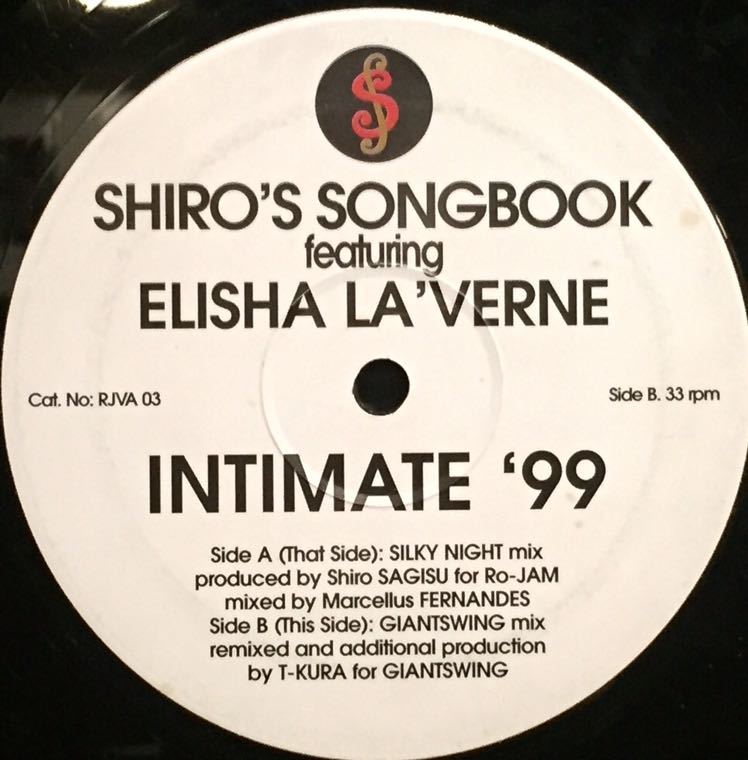 SHIRO'S SONGBOOK
featuring
ELISHA LA'VERNE
Cat. No: RJVA 03
Side B. 33 rpm
INTIMATE ‘99
Side A (That Side): SILKY NIGHT mix
produced by Shiro SAGISU for Ro-JAM
mixed by Marcellus FERNANDES
Side B (This Side): GIANTSWING mix
remixed and additional production
by T-KURA for GIANTSWING